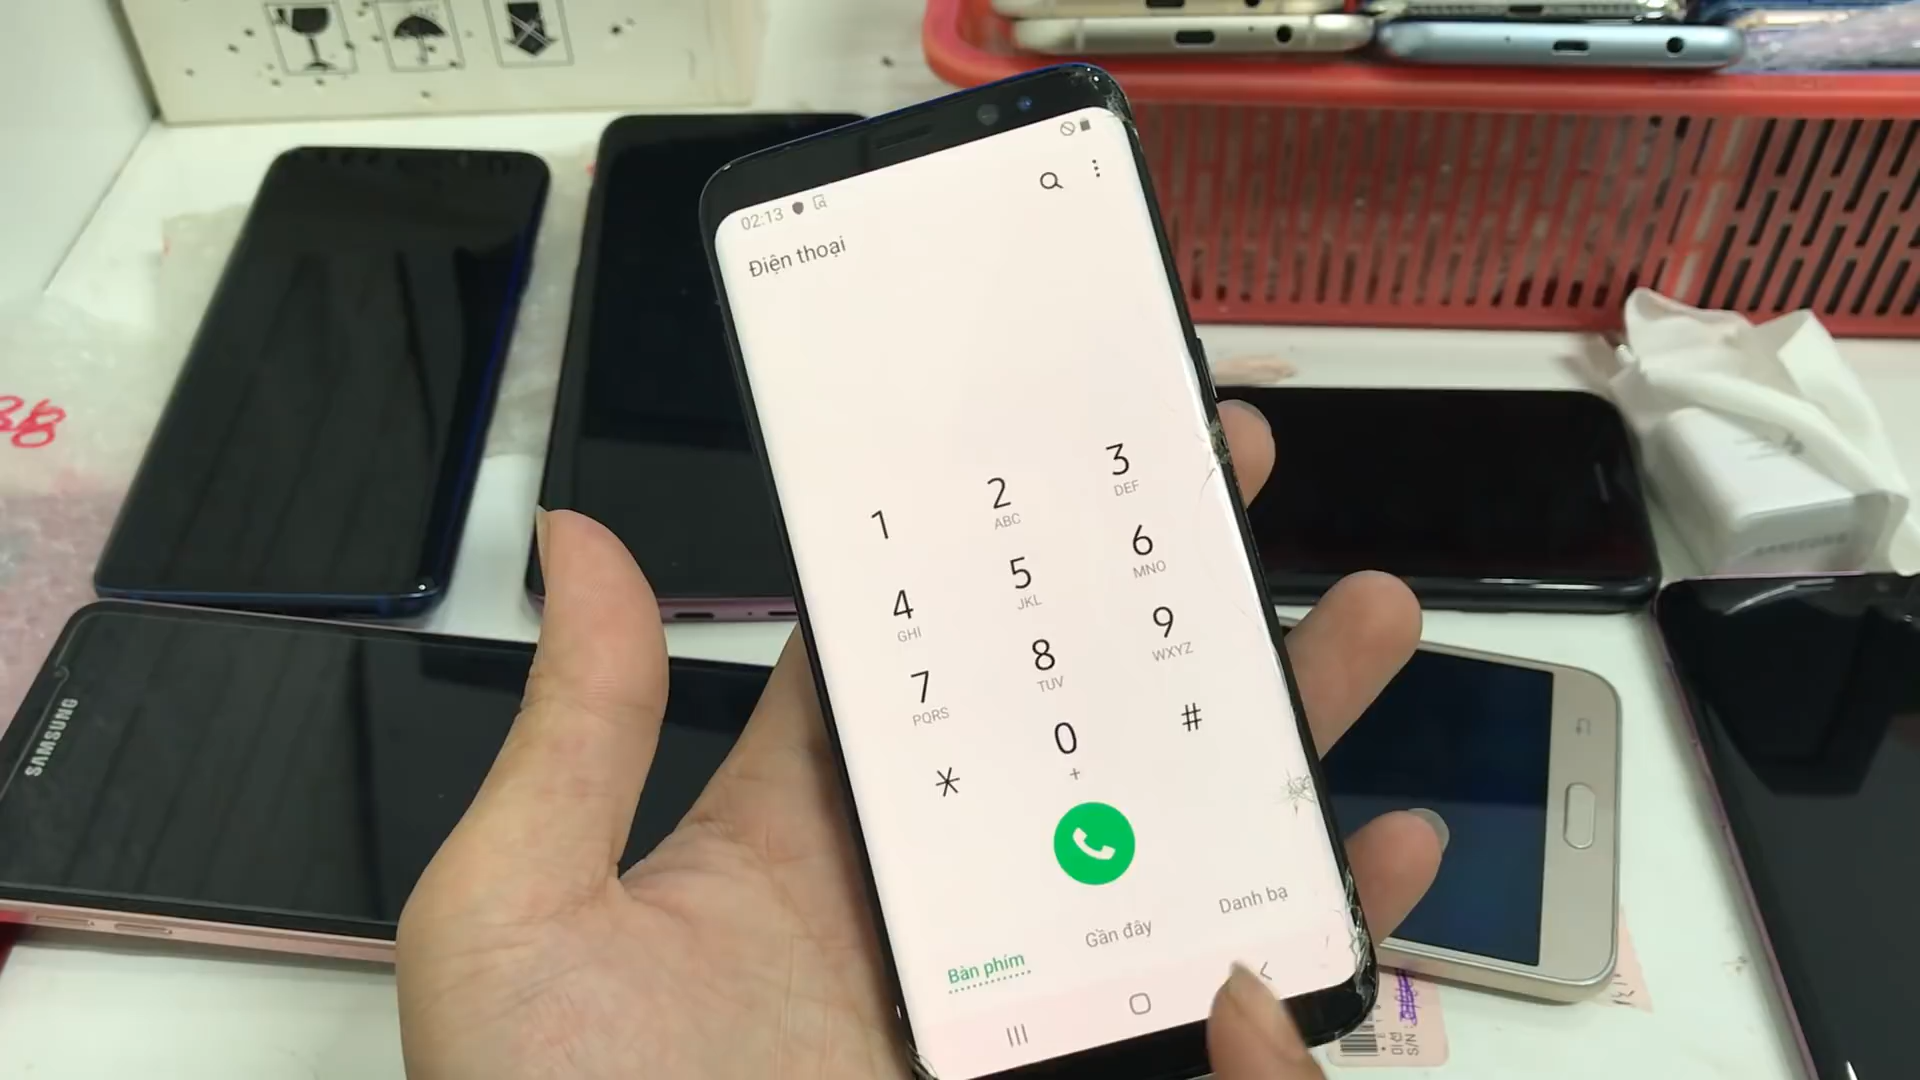 02:13
Điện thoại
1
2
ABC
3
DEF
4
GHI
5
JKL
6
MNO
7
PQRS
8
TUV
9
WXYZ
*
0
+
#
Bàn phím
Gần đây
Danh bạ
SAMSUNG
38
S/N :